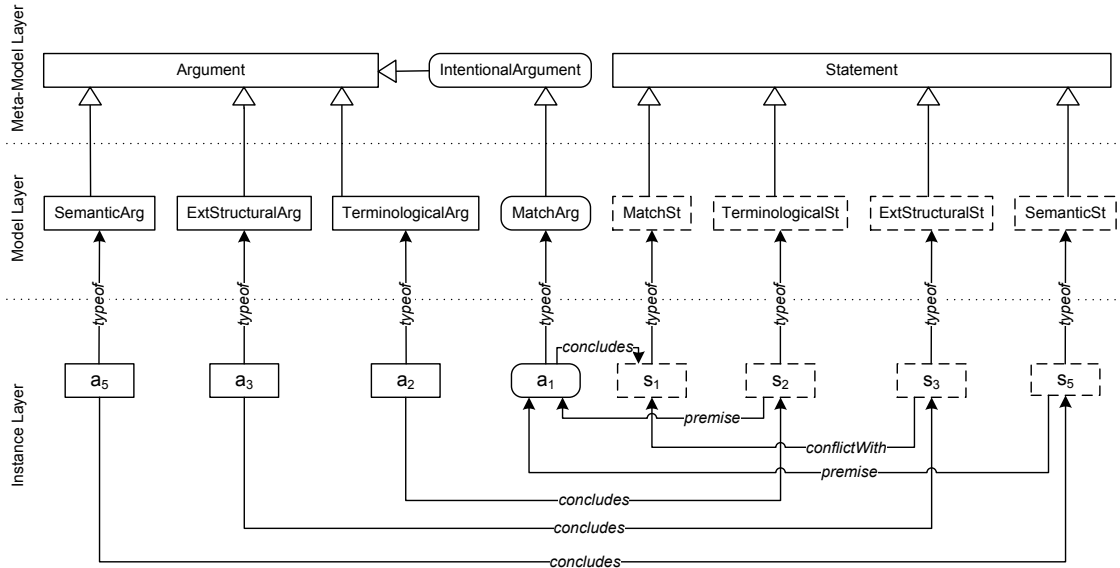 Meta-Model Layer
Argument
IntentionalArgument
Statement
Model Layer
SemanticArg
ExtStructuralArg
TerminologicalArg
MatchArg
MatchSt
TerminologicalSt
ExtStructuralSt
SemanticSt
typeof
typeof
typeof
typeof
typeof
typeof
typeof
typeof
Instance Layer
concludes
a5
a3
a2
a1
s1
s2
s3
s5
premise
conflictWith
premise
concludes
concludes
concludes